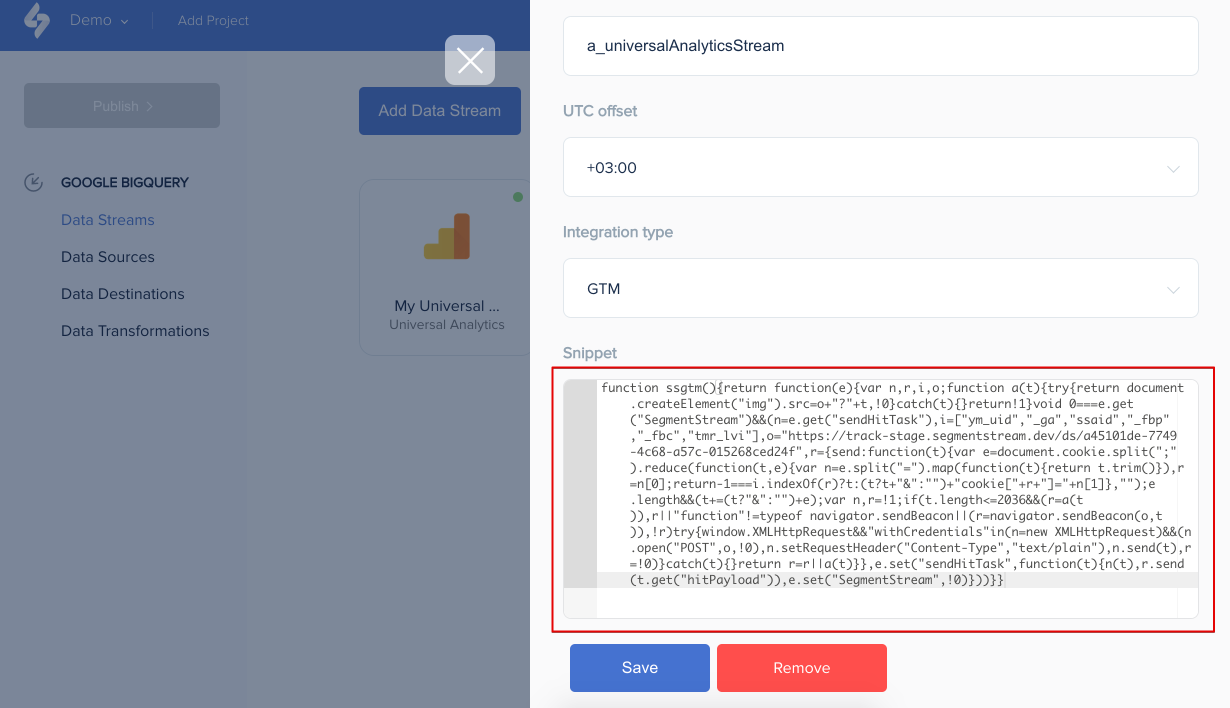 Demo
Add Project
Publish
Add Data Stream
GOOGLE BIGQUERY
Data Streams
Data Sources
Data Destinations
Data Transformations
My Universal ...
Universal Analytics
a_universalAnalyticsStream
UTC offset
+03:00
Integration type
GTM
Snippet
function ssgtm(){return function(e){var n,r,i,o;function a(t){try{return document
.createElement("img").src=o+"?"+t,!0}catch(t){}return!1}void 0===e.get
("SegmentStream")&&(n=e.get("sendHitTask"),i=["ym_uid","_ga","ssaid","_fbp"
,"_fbc","tmr_lvi"],o="https://track-stage.segmentstream.dev/ds/a45101de-7749
-4c68-a57c-015268ced24f",r={send:function(t){var e=document.cookie.split(";"
).reduce(function(t,e){var n=e.split("=").map(function(t){return t.trim()}),r
=n[0];return-1===i.indexOf(r)?t:(t?t+"&":"")+"cookie["+r+"]="+n[1]},"");e
.length&&(t+=(t?"&":"")+e);var n,r=!1;if(t.length<=2036&&(r=a(t
)),r||"function"!=typeof navigator.sendBeacon||(r=navigator.sendBeacon(o,t
)),!r)try{window.XMLHttpRequest&&"withCredentials"in(n=new XMLHttpRequest)&&(n
.open("POST",o,!0),n.setRequestHeader("Content-Type","text/plain"),n.send(t),r
=!0)}catch(t){}return r=r||a(t)}},e.set("sendHitTask",function(t){n(t),r.send
(t.get("hitPayload")),e.set("SegmentStream",!0)}))}}
Save
Remove